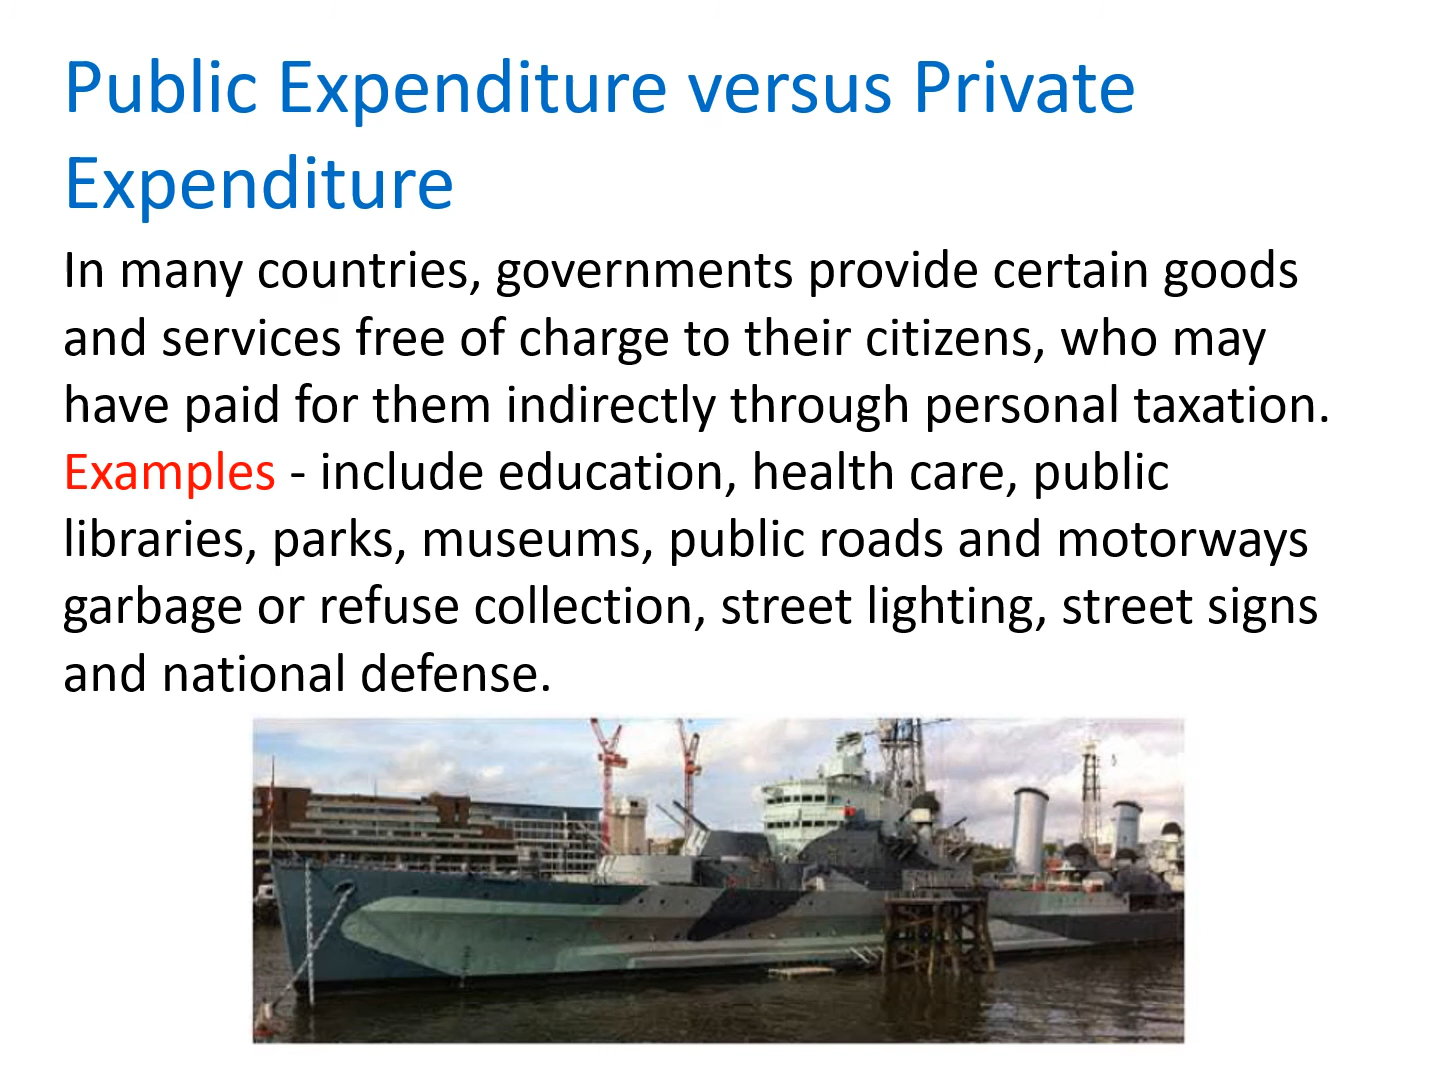 Public Expenditure versus Private
Expenditure
In many countries, governments provide certain goods
and services free of charge to their citizens, who may
have paid for them indirectly through personal taxation.
Examples - include education, health care, public
libraries, parks, museums, public roads and motorways
garbage or refuse collection, street lighting, street signs
and national defense.